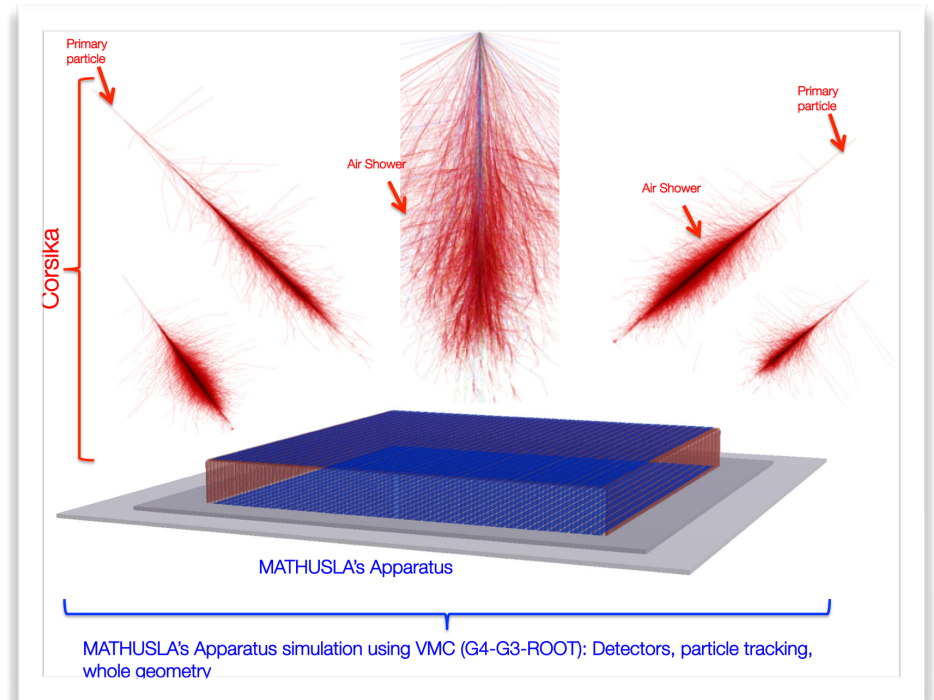 Primary
particle
Primary
particle
Air Shower
Air Shower
Corsika
MATHUSLA's Apparatus
MATHUSLA's Apparatus simulation using VMC (G4-G3-ROOT): Detectors, particle tracking,
whole geometry